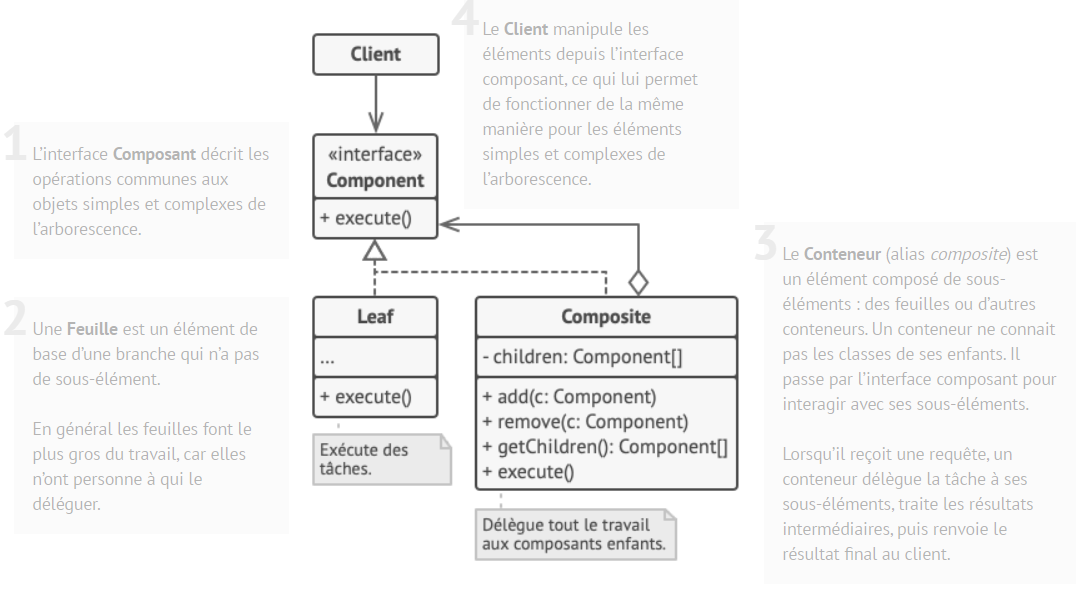 1
L'interface Composant décrit les
opérations communes aux
objets simples et complexes de
l'arborescence.
2
Une Feuille est un élément de
base d'une branche qui n'a pas
de sous-élément.
En général les feuilles font le
plus gros du travail, car elles
n'ont personne à qui le
déléguer.
Client
«interface»
Component
+ execute()
Leaf
...
+ execute()
Exécute des
tâches.
Composite
- children: Component[]
+ add(c: Component)
+ remove(c: Component)
+ getChildren(): Component[]
+ execute()
Délègue tout le travail
aux composants enfants.
4
Le Client manipule les
éléments depuis l'interface
composant, ce qui lui permet
de fonctionner de la même
manière pour les éléments
simples et complexes de
l'arborescence.
3
Le Conteneur (alias composite) est
un élément composé de sous-
éléments : des feuilles ou d'autres
conteneurs. Un conteneur ne connait
pas les classes de ses enfants. Il
passe par l'interface composant pour
interagir avec ses sous-éléments.
Lorsqu'il reçoit une requête, un
conteneur délègue la tâche à ses
sous-éléments, traite les résultats
intermédiaires, puis renvoie le
résultat final au client.